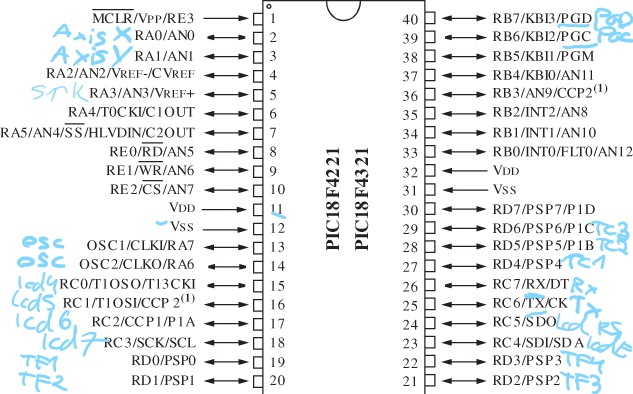 MCLR/VPP/RE3 1 40 RB7/KBI3/PGD PGD
Axis X RA0/AN0 2 39 RB6/KBI2/PGC PGC
Axis Y RA1/AN1 3 38 RB5/KBI1/PGM
RA2/AN2/VREF-/CVREF 4 37 RB4/KBI0/AN11
STK RA3/AN3/VREF+ 5 36 RB3/AN9/CCP2(1)
RA4/T0CKI/C1OUT 6 35 RB2/INT2/AN8
RA5/AN4/SS/HLVDIN/C2OUT 7 34 RB1/INT1/AN10
RE0/RD/AN5 8 33 RB0/INT0/FLT0/AN12
RE1/WR/AN6 9 32 VDD
RE2/CS/AN7 10 31 VSS
VDD 11 30 RD7/PSP7/P1D
VSS 12 29 RD6/PSP6/P1C TC3
OSC OSC1/CLKI/RA7 13 28 RD5/PSP5/P1B TC2
OSC OSC2/CLKO/RA6 14 27 RD4/PSP4 TC1
lcd4 RC0/T1OSO/T13CKI 15 26 RC7/RX/DT Rx
lcd5 RC1/T1OSI/CCP2(1) 16 25 RC6/TX/CK Tx
lcd6 RC2/CCP1/P1A 17 24 RC5/SDO lcd RS
lcd7 RC3/SCK/SCL 18 23 RC4/SDI/SDA lcd E
TF1 RD0/PSP0 19 22 RD3/PSP3 TF4
TF2 RD1/PSP1 20 21 RD2/PSP2 TF3
PIC18F4221
PIC18F4321